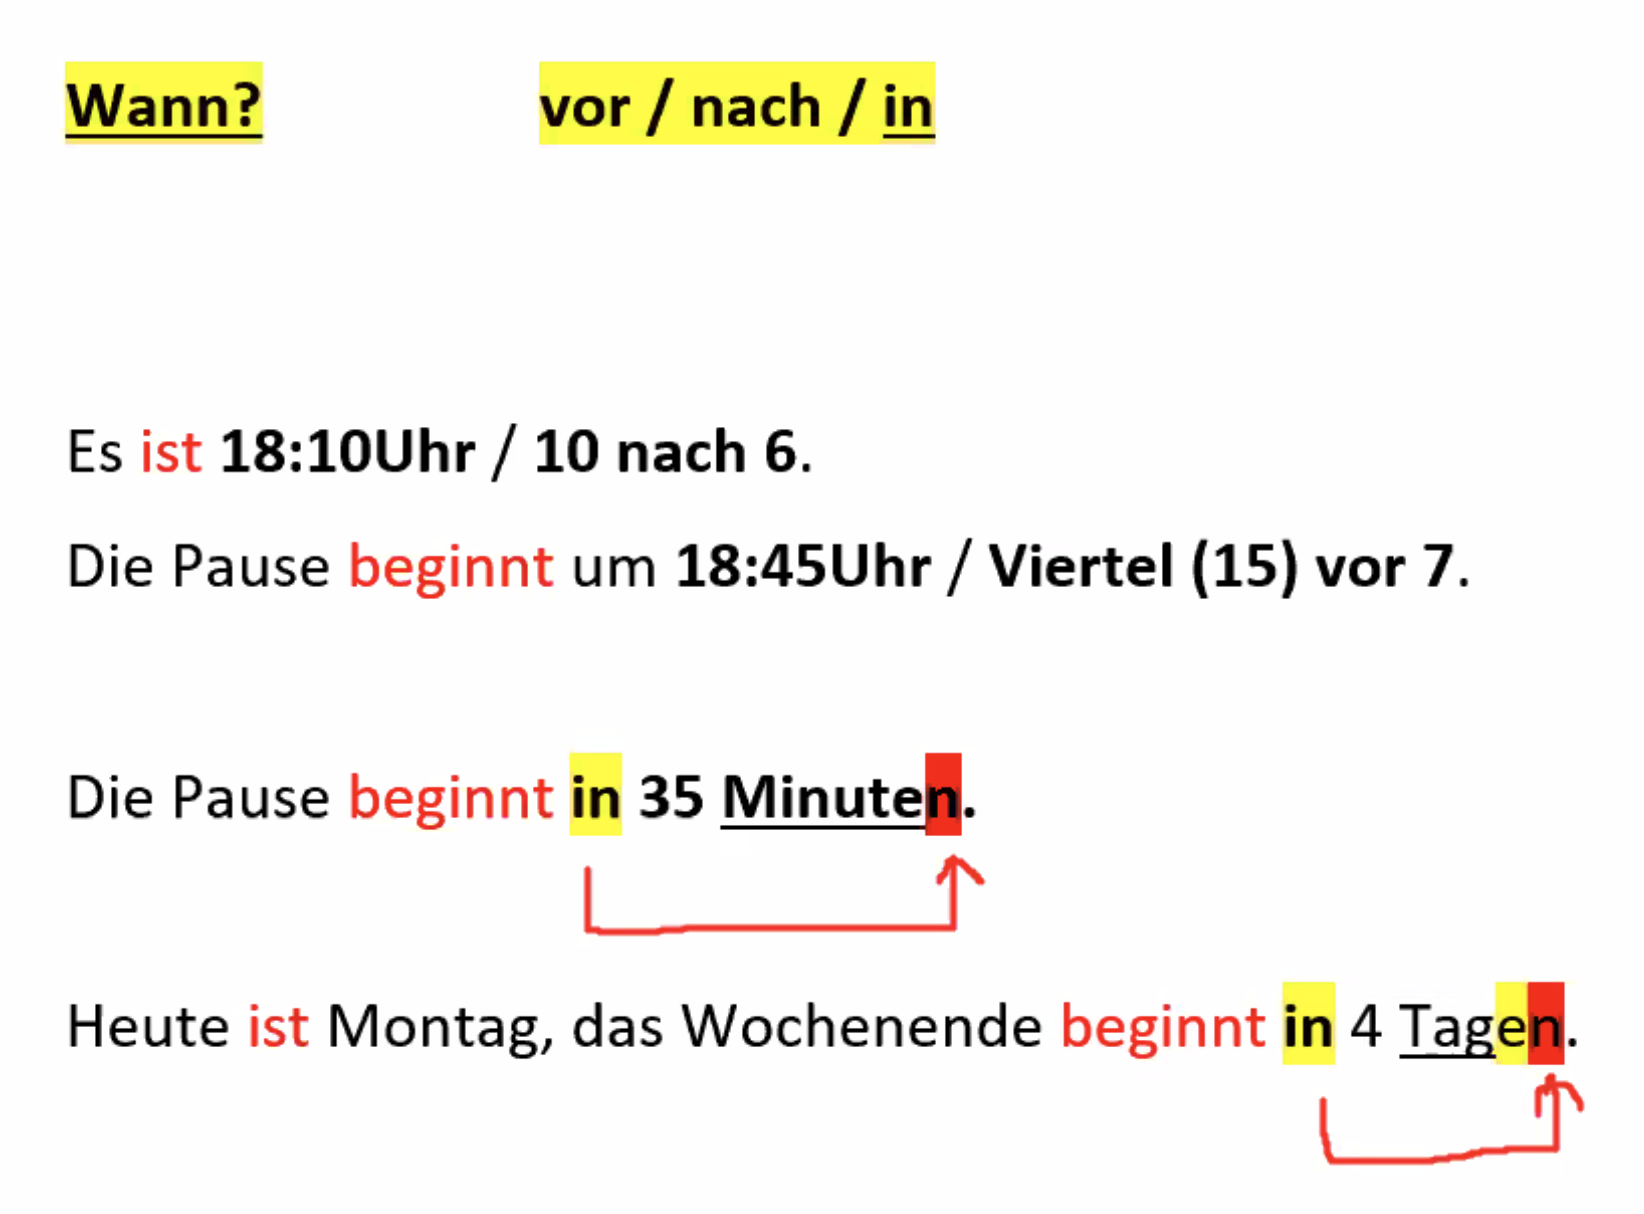 Wann? vor / nach / in
Es ist 18:10Uhr / 10 nach 6.
Die Pause beginnt um 18:45Uhr / Viertel (15) vor 7.
Die Pause beginnt in 35 Minuten.
Heute ist Montag, das Wochenende beginnt in 4 Tagen.